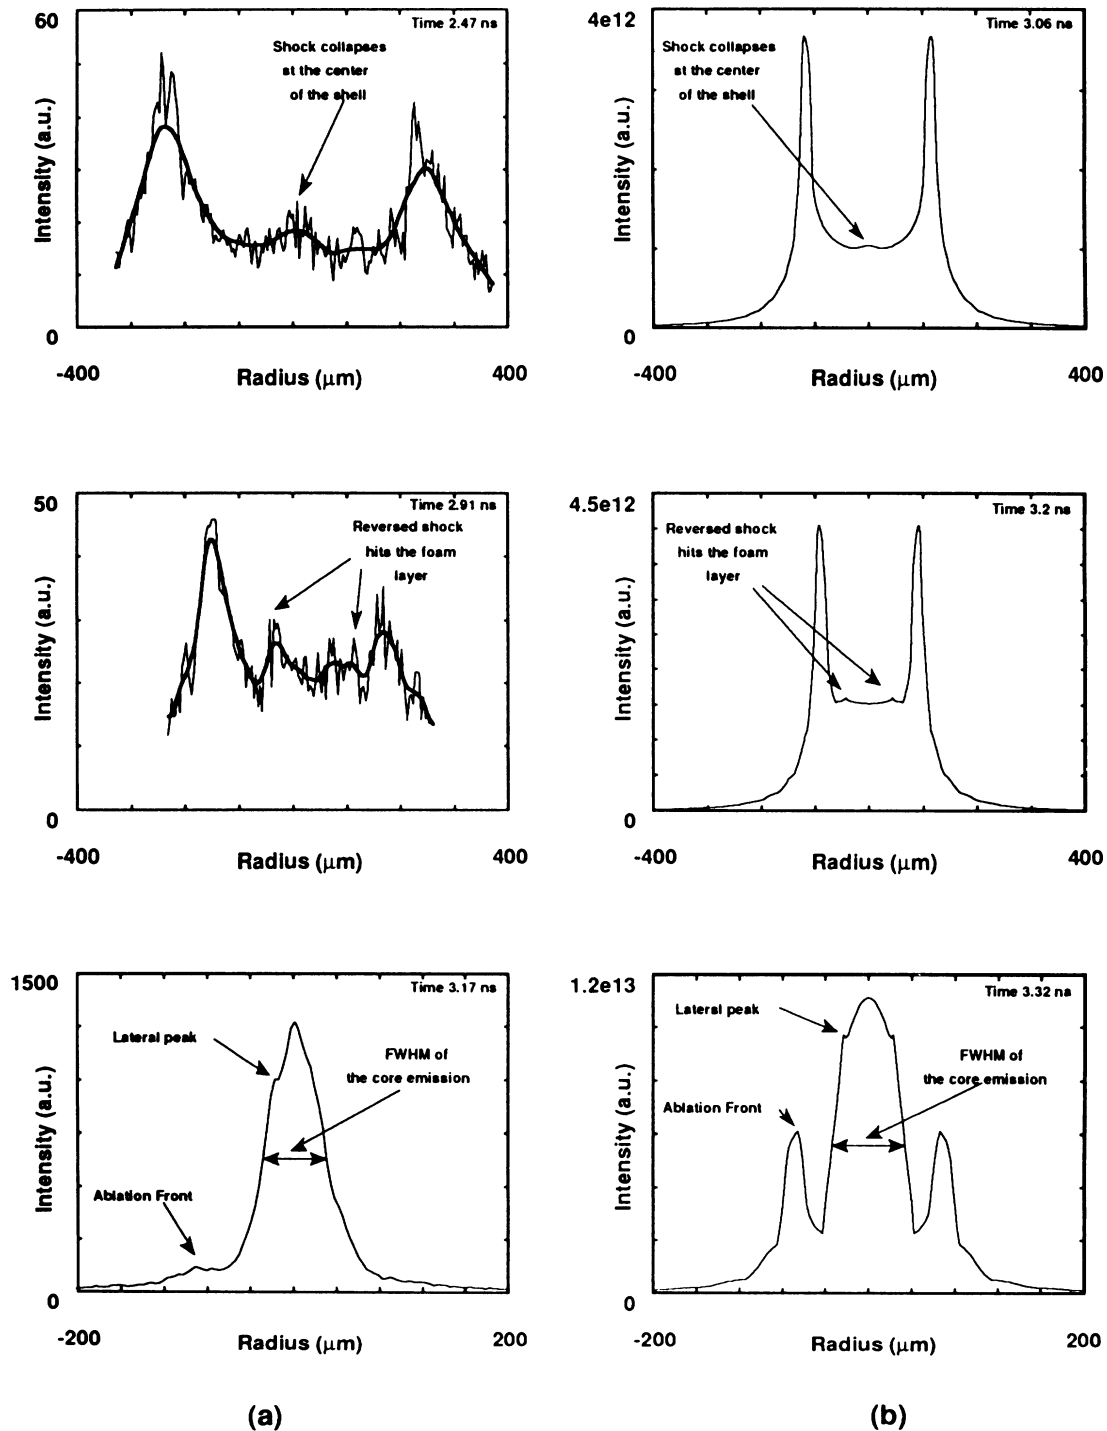 60
Time 2.47 ns
Shock collapses
at the center
of the shell
Intensity (a.u.)
0
-400
Radius (µm)
400
4e12
Time 3.06 ns
Shock collapses
at the center
of the shell
Intensity (a.u.)
0
-400
Radius (µm)
400
50
Time 2.91 ns
Reversed shock
hits the foam
layer
Intensity (a.u.)
0
-400
Radius (µm)
400
4.5e12
Time 3.2 ns
Reversed shock
hits the foam
layer
Intensity (a.u.)
0
-400
Radius (µm)
400
1500
Time 3.17 ns
Lateral peak
FWHM of
the core emission
Ablation Front
Intensity (a.u.)
0
-200
Radius (µm)
200
1.2e13
Time 3.32 ns
Lateral peak
FWHM of
the core emission
Ablation Front
Intensity (a.u.)
0
-200
Radius (µm)
200
(a)
(b)